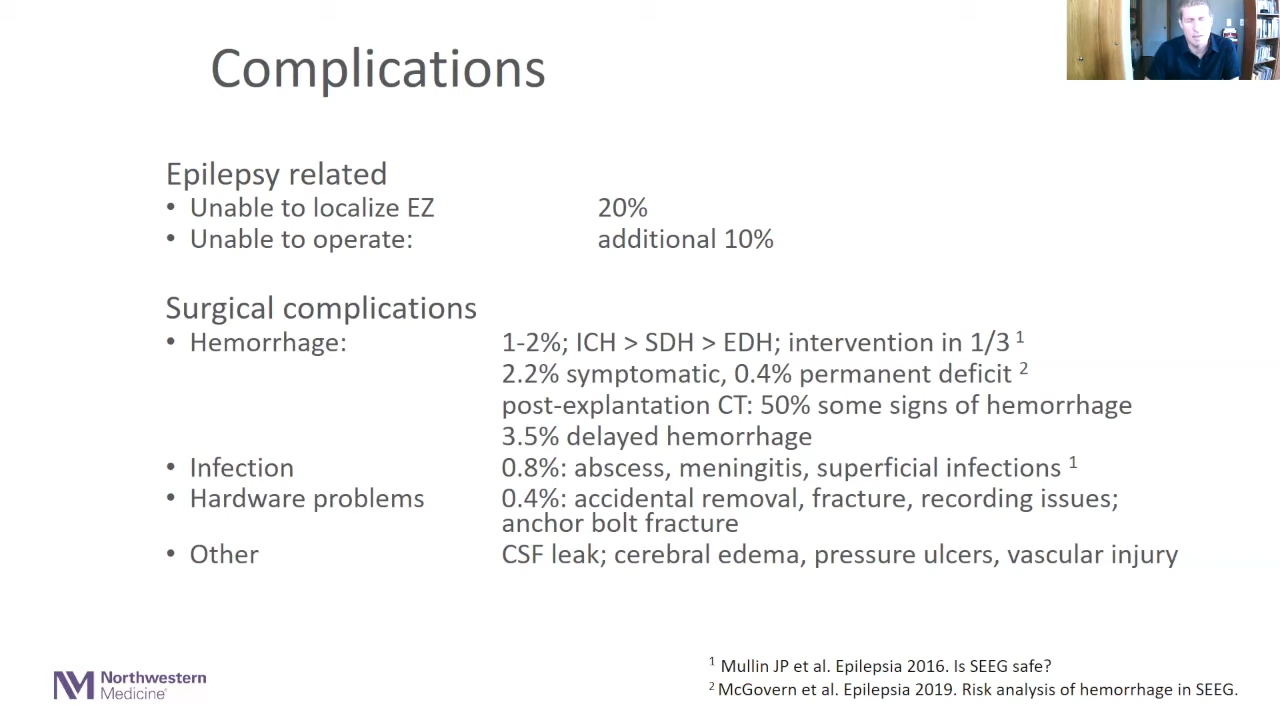 Complications
Epilepsy related
• Unable to localize EZ 20%
• Unable to operate: additional 10%
Surgical complications
• Hemorrhage: 1-2%; ICH > SDH > EDH; intervention in 1/3 1
2.2% symptomatic, 0.4% permanent deficit 2
post-explantation CT: 50% some signs of hemorrhage
3.5% delayed hemorrhage
• Infection 0.8%: abscess, meningitis, superficial infections 1
• Hardware problems 0.4%: accidental removal, fracture, recording issues;
anchor bolt fracture
• Other CSF leak; cerebral edema, pressure ulcers, vascular injury
1 Mullin JP et al. Epilepsia 2016. Is SEEG safe?
2 McGovern et al. Epilepsia 2019. Risk analysis of hemorrhage in SEEG.
NM Northwestern
Medicine